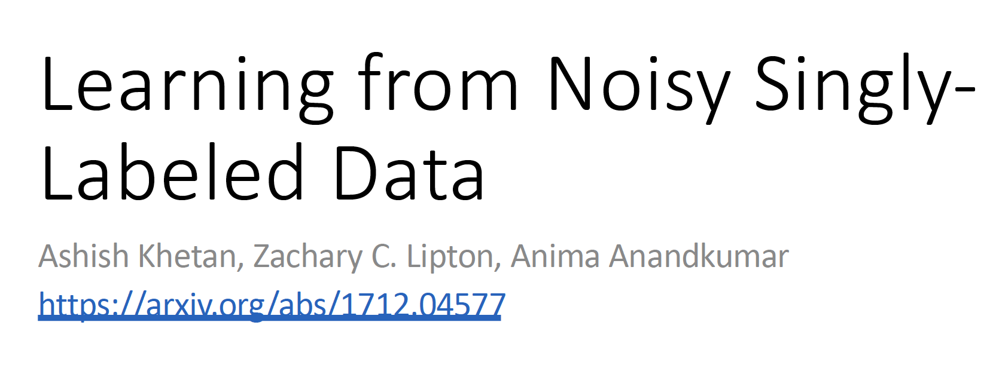 Learning from Noisy Singly-
Labeled Data
Ashish Khetan, Zachary C. Lipton, Anima Anandkumar
https://arxiv.org/abs/1712.04577